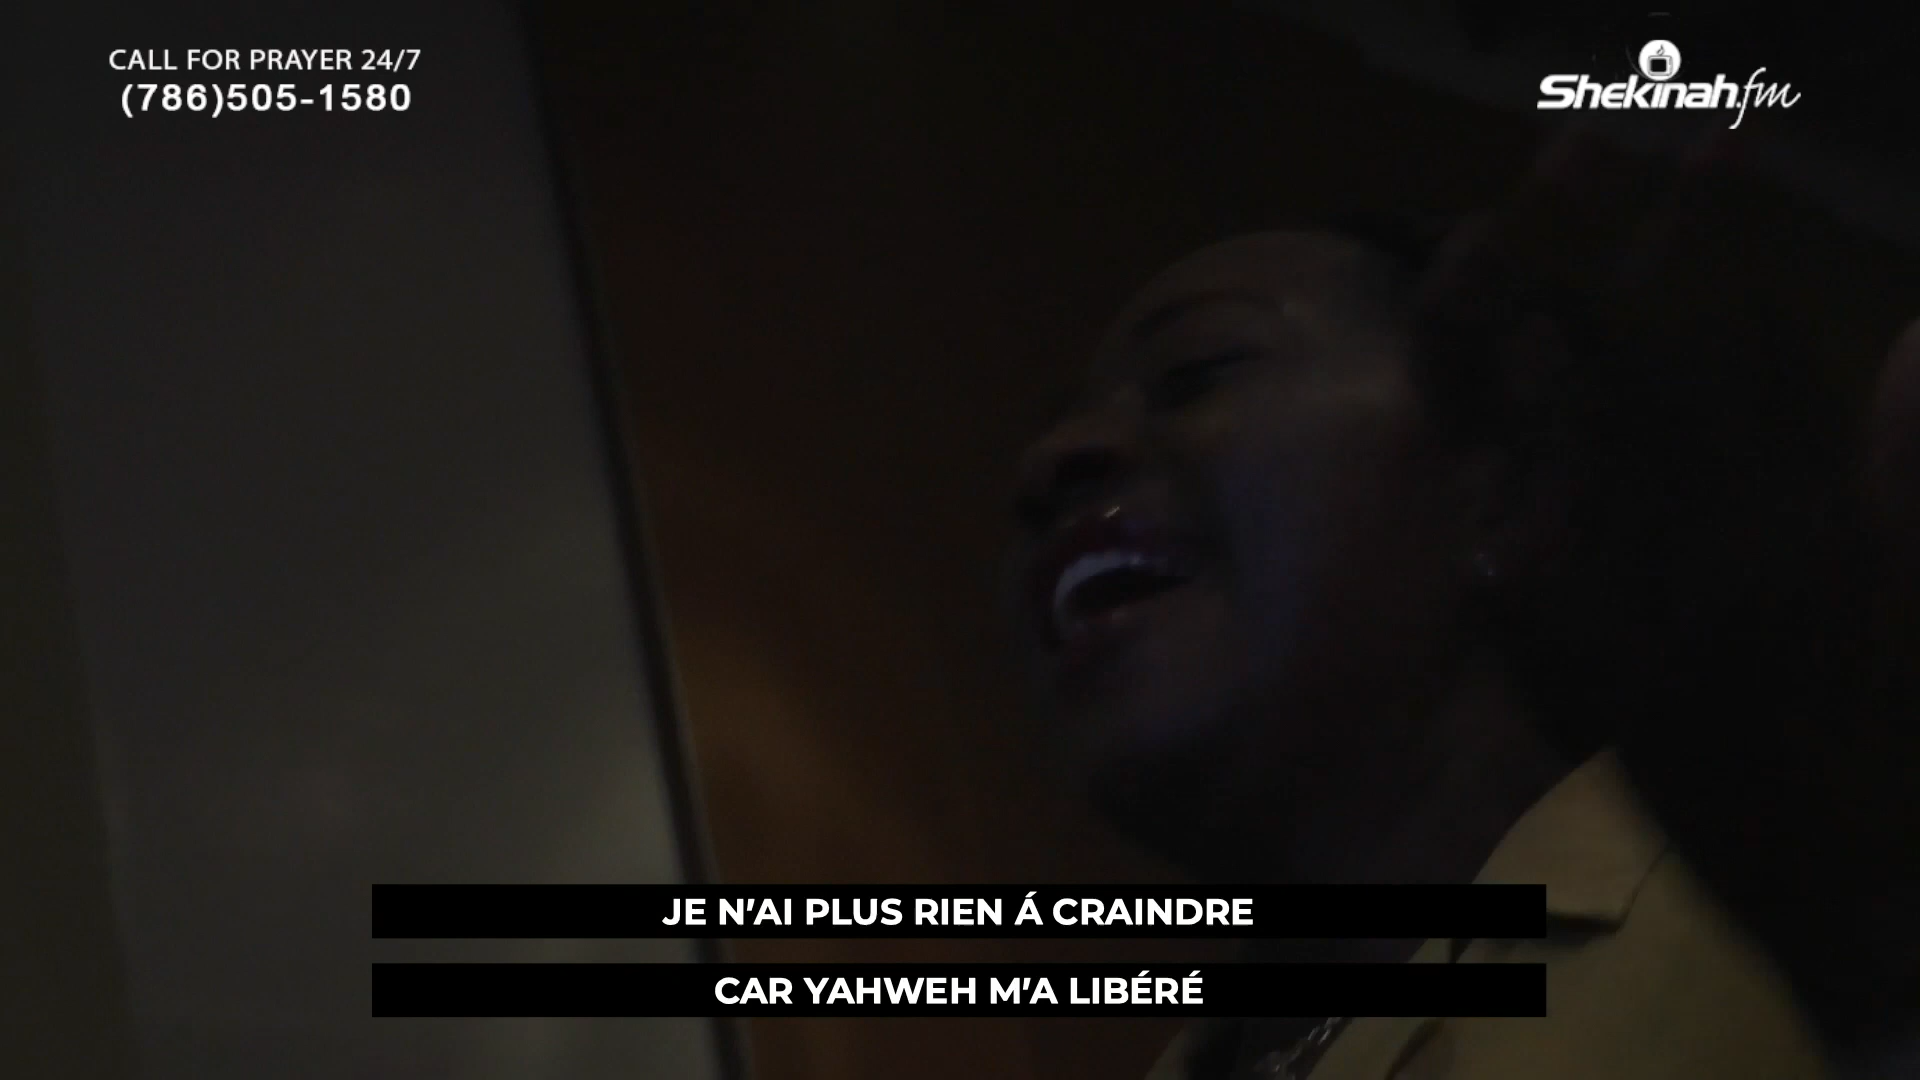 CALL FOR PRAYER 24/7
(786)505-1580
Shekinah.fm
JE N'AI PLUS RIEN Á CRAINDRE
CAR YAHWEH M'A LIBÉRÉ